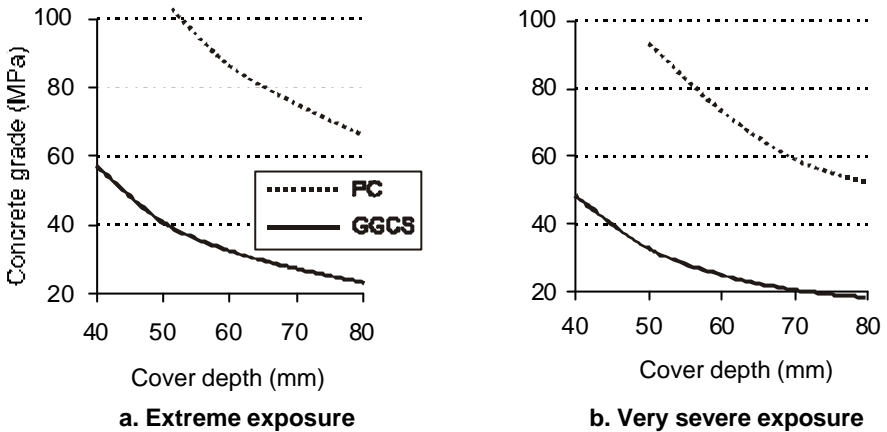 Concrete grade (MPa)
100
80
60
40
20
40 50 60 70 80
Cover depth (mm)
a. Extreme exposure
PC
GGCS
100
80
60
40
20
40 50 60 70 80
Cover depth (mm)
b. Very severe exposure